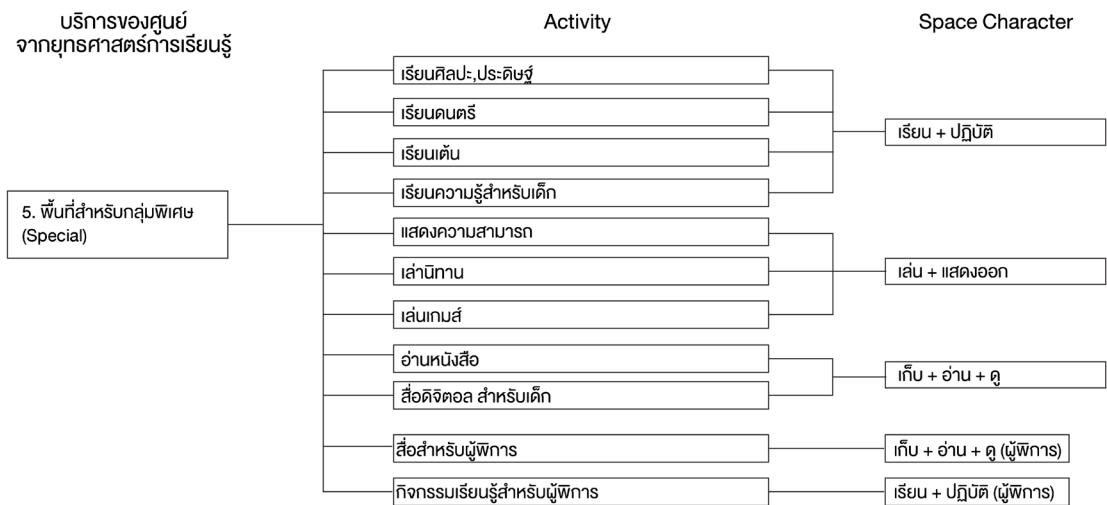 บริการของศูนย์
จากยุทธศาสตร์การเรียนรู้
Activity
Space Character
5. พื้นที่สำหรับกลุ่มพิเศษ
(Special)
เรียนศิลปะ,ประดิษฐ์
เรียนดนตรี
เรียนเต้น
เรียนความรู้สำหรับเด็ก
แสดงความสามารถ
เล่านิทาน
เล่นเกมส์
อ่านหนังสือ
สื่อดิจิตอล สำหรับเด็ก
สื่อสำหรับผู้พิการ
กิจกรรมเรียนรู้สำหรับผู้พิการ
เรียน + ปฏิบัติ
เล่น + แสดงออก
เก็บ + อ่าน + ดู
เก็บ + อ่าน + ดู (ผู้พิการ)
เรียน + ปฏิบัติ (ผู้พิการ)